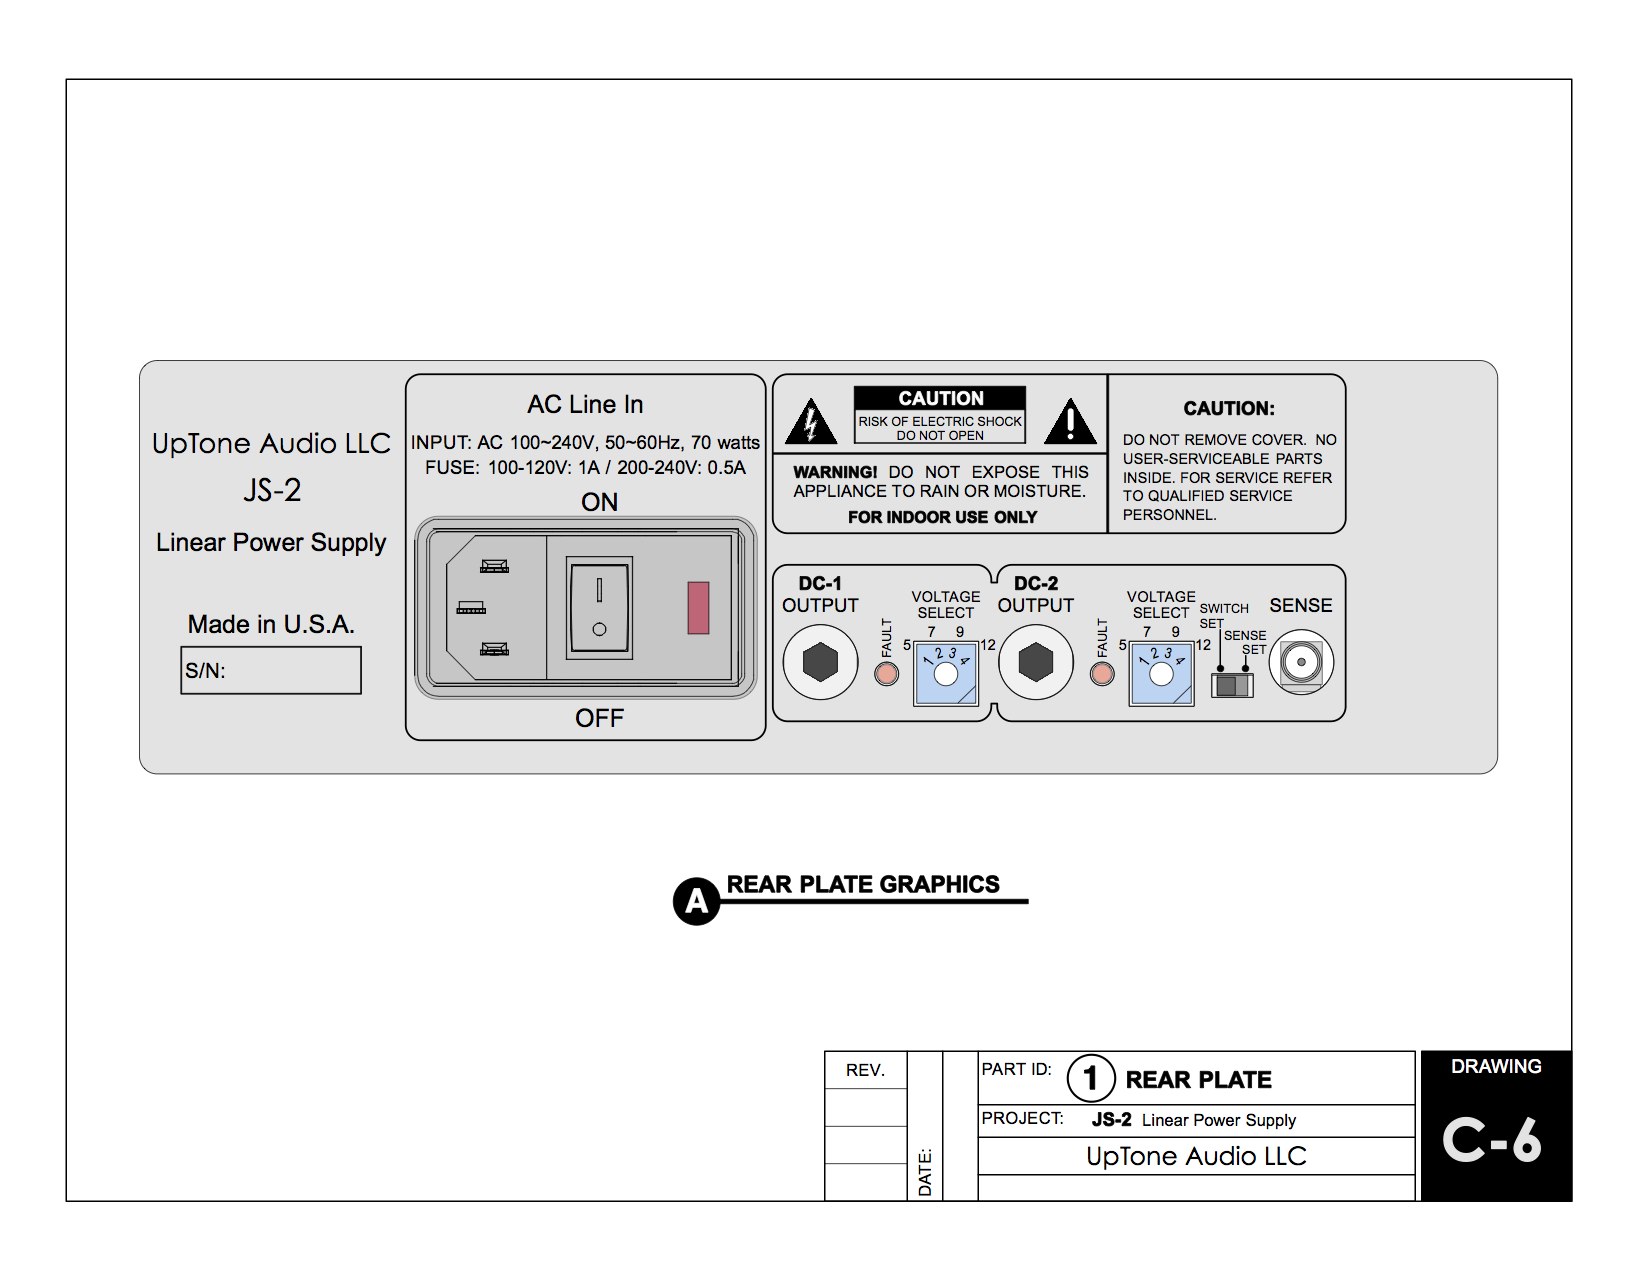 UpTone Audio LLC
JS-2
Linear Power Supply
Made in U.S.A.
S/N:
AC Line In
INPUT: AC 100~240V, 50~60Hz, 70 watts
FUSE: 100-120V: 1A / 200-240V: 0.5A
ON
OFF
CAUTION
RISK OF ELECTRIC SHOCK
DO NOT OPEN
WARNING! DO NOT EXPOSE THIS
APPLIANCE TO RAIN OR MOISTURE.
FOR INDOOR USE ONLY
CAUTION:
DO NOT REMOVE COVER. NO
USER-SERVICEABLE PARTS
INSIDE. FOR SERVICE REFER
TO QUALIFIED SERVICE
PERSONNEL.
DC-1
OUTPUT
FAULT
VOLTAGE
SELECT
5 7 9 12
1 2 3 4
DC-2
OUTPUT
FAULT
VOLTAGE
SELECT
5 7 9 12
1 2 3 4
SWITCH
SET
SENSE
SET
SENSE
A REAR PLATE GRAPHICS
REV.
DATE:
PART ID: 1 REAR PLATE
PROJECT: JS-2 Linear Power Supply
UpTone Audio LLC
DRAWING
C-6